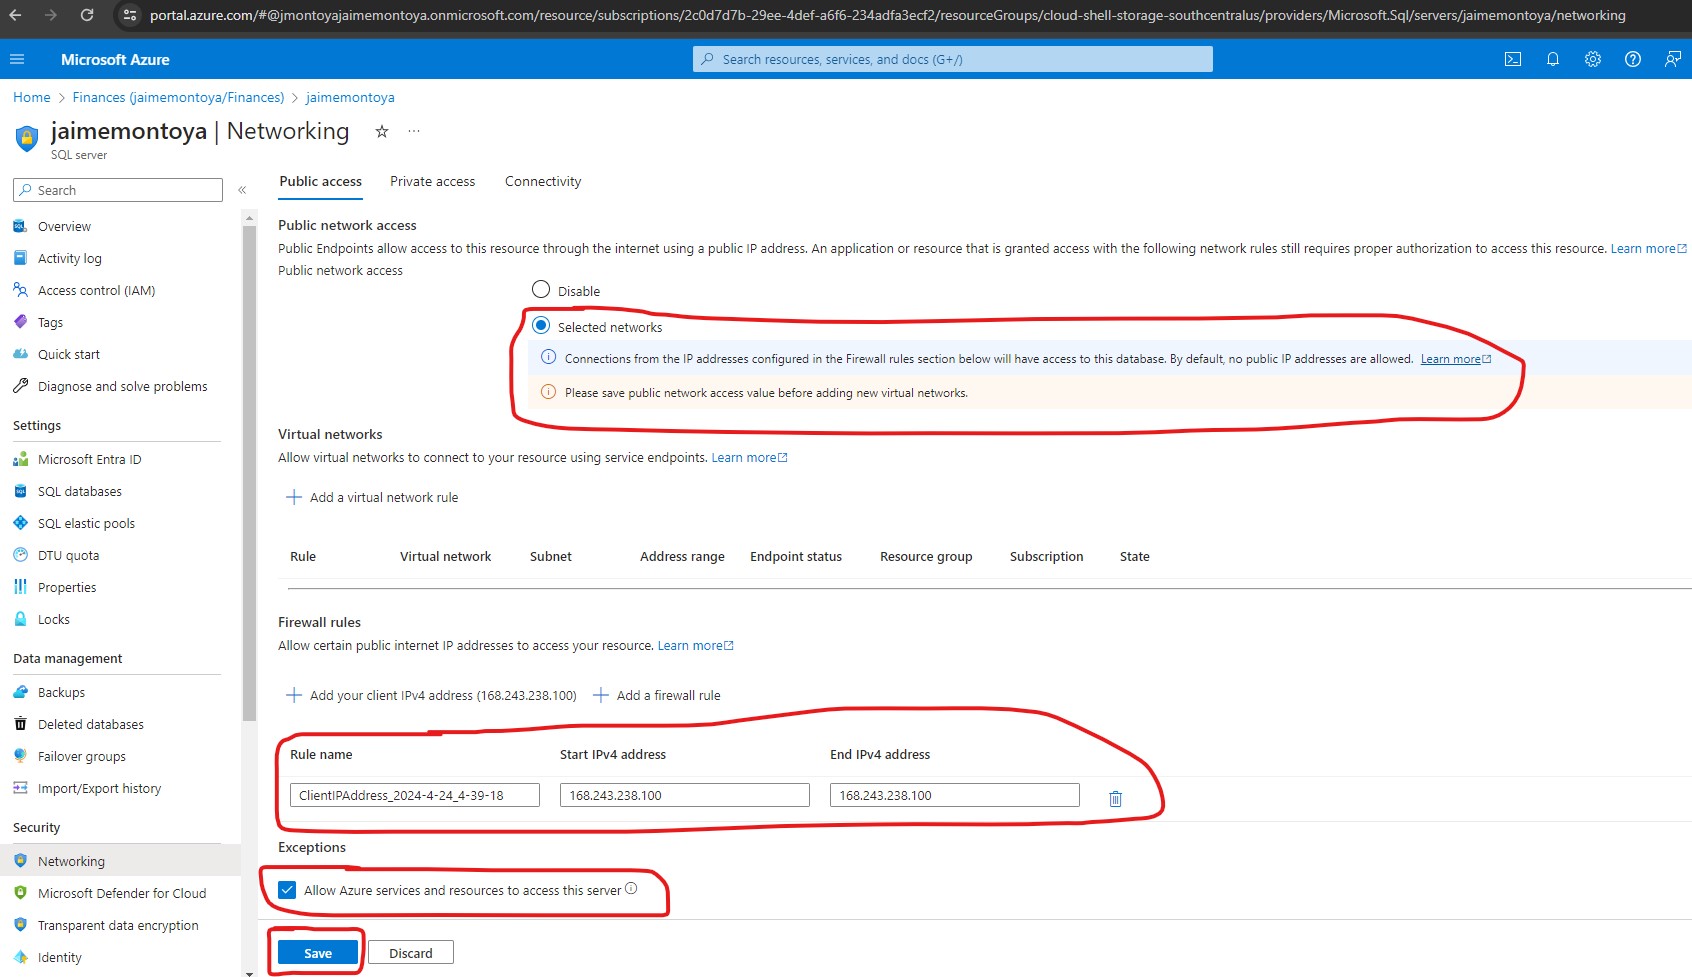 portal.azure.com/#@jmontoyajaimemontoya.onmicrosoft.com/resource/subscriptions/2c0d7d7b-29ee-4def-a6f6-234adfa3ecf2/resourceGroups/cloud-shell-storage-southcentralus/providers/Microsoft.Sql/servers/jaimemontoya/networking
Microsoft Azure
Search resources, services, and docs (G+/)
Home > Finances (jaimemontoya/Finances) > jaimemontoya
jaimemontoya | Networking
SQL server
Search
Overview
Activity log
Access control (IAM)
Tags
Quick start
Diagnose and solve problems
Settings
Microsoft Entra ID
SQL databases
SQL elastic pools
DTU quota
Properties
Locks
Data management
Backups
Deleted databases
Failover groups
Import/Export history
Security
Networking
Microsoft Defender for Cloud
Transparent data encryption
Identity
Public access Private access Connectivity
Public network access
Public Endpoints allow access to this resource through the internet using a public IP address. An application or resource that is granted access with the following network rules still requires proper authorization to access this resource. Learn more
Public network access
Disable
Selected networks
Connections from the IP addresses configured in the Firewall rules section below will have access to this database. By default, no public IP addresses are allowed. Learn more
Please save public network access value before adding new virtual networks.
Virtual networks
Allow virtual networks to connect to your resource using service endpoints. Learn more
+ Add a virtual network rule
Rule Virtual network Subnet Address range Endpoint status Resource group Subscription State
Firewall rules
Allow certain public internet IP addresses to access your resource. Learn more
+ Add your client IPv4 address (168.243.238.100) + Add a firewall rule
Rule name Start IPv4 address End IPv4 address
ClientIPAddress_2024-4-24_4-39-18 168.243.238.100 168.243.238.100
Exceptions
Allow Azure services and resources to access this server
Save Discard